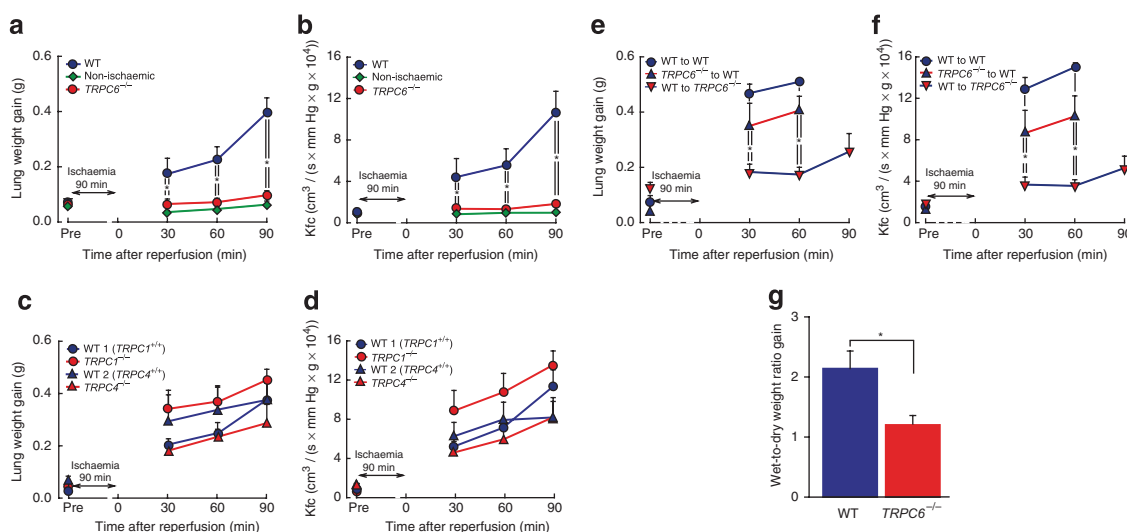 a
Lung weight gain (g)
0.6
0.4
0.2
0.0
WT
Non-ischaemic
TRPC6−/−
Ischaemia
90 min
*
*
*
Pre
0
30
60
90
Time after reperfusion (min)
b
Kfc (cm3 / (s × mm Hg × g × 104))
16
12
8
4
0
WT
Non-ischaemic
TRPC6−/−
Ischaemia
90 min
*
*
*
Pre
0
30
60
90
Time after reperfusion (min)
e
Lung weight gain (g)
0.6
0.4
0.2
0.0
WT to WT
TRPC6−/− to WT
WT to TRPC6−/−
Ischaemia
90 min
*
*
Pre
0
30
60
90
Time after reperfusion (min)
f
Kfc (cm3 / (s × mm Hg × g × 104))
16
12
8
4
0
WT to WT
TRPC6−/− to WT
WT to TRPC6−/−
Ischaemia
90 min
*
*
Pre
0
30
60
90
Time after reperfusion (min)
c
Lung weight gain (g)
0.6
0.4
0.2
0.0
WT 1 (TRPC1+/+)
TRPC1−/−
WT 2 (TRPC4+/+)
TRPC4−/−
Ischaemia
90 min
Pre
0
30
60
90
Time after reperfusion (min)
d
Kfc (cm3 / (s × mm Hg × g × 104))
16
12
8
4
0
WT 1 (TRPC1+/+)
TRPC1−/−
WT 2 (TRPC4+/+)
TRPC4−/−
Ischaemia
90 min
Pre
0
30
60
90
Time after reperfusion (min)
g
Wet-to-dry weight ratio gain
3
2
1
0
*
WT
TRPC6−/−